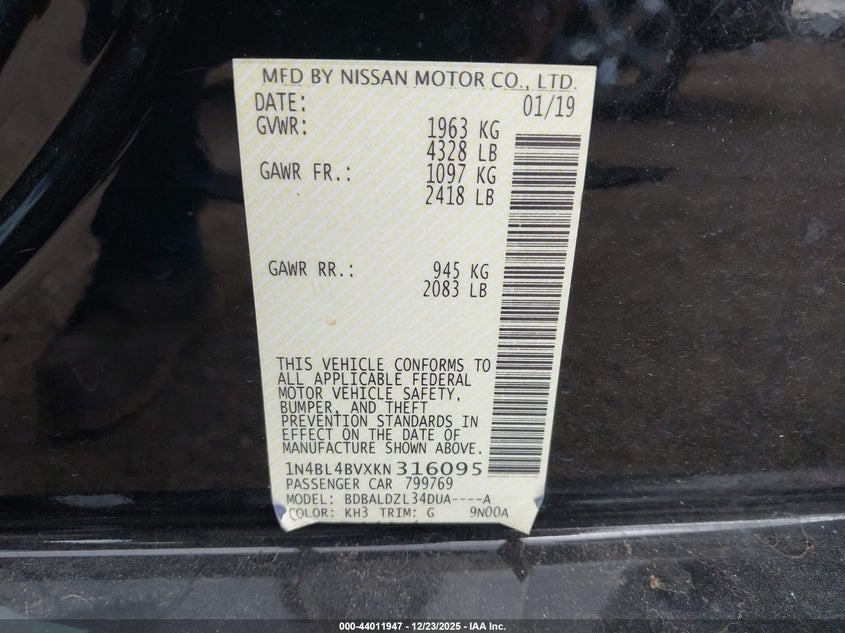 MFD BY NISSAN MOTOR CO., LTD.
DATE: 01/19
GVWR: 1963 KG
4328 LB
GAWR FR.: 1097 KG
2418 LB
GAWR RR.: 945 KG
2083 LB
THIS VEHICLE CONFORMS TO
ALL APPLICABLE FEDERAL
MOTOR VEHICLE SAFETY,
BUMPER, AND THEFT
PREVENTION STANDARDS IN
EFFECT ON THE DATE OF
MANUFACTURE SHOWN ABOVE.
1N4BL4BVXKN316095
PASSENGER CAR 799769
MODEL: BDBALDZL34DUA----A
COLOR: KH3 TRIM: G 9N00A
000-44011947 - 12/23/2025 - IAA Inc.